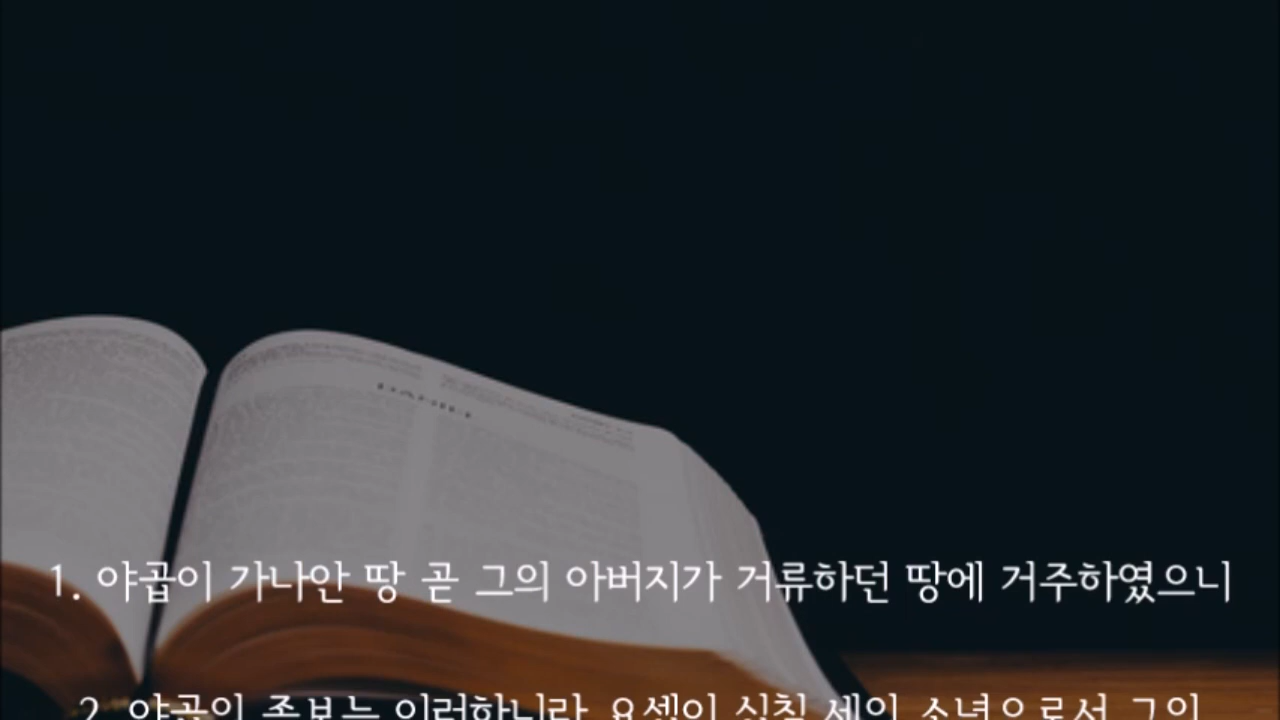 1. 야곱이 가나안 땅 곧 그의 아버지가 거류하던 땅에 거주하였으니
2. 야곱의 족보는 이러하니라 요셉이 십칠 세의 소년으로서 그의